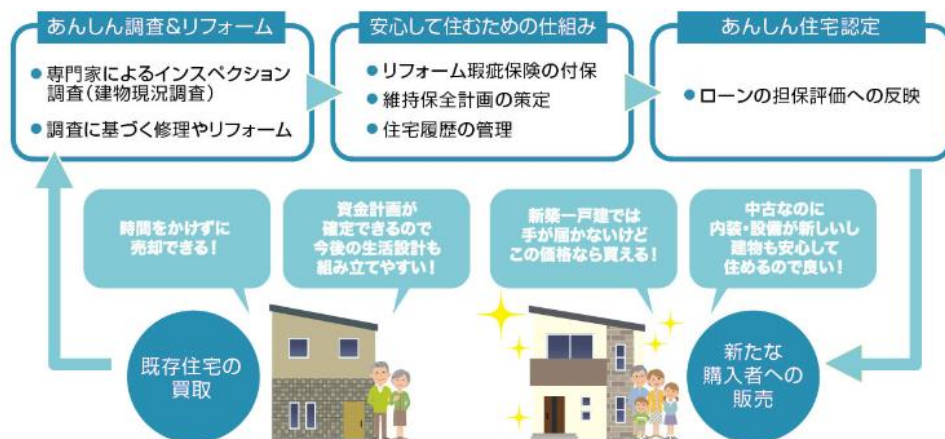 あんしん調査&リフォーム
●専門家によるインスペクション
調査(建物現況調査)
●調査に基づく修理やリフォーム
安心して住むための仕組み
●リフォーム瑕疵保険の付保
●維持保全計画の策定
●住宅履歴の管理
あんしん住宅認定
●ローンの担保評価への反映
時間をかけずに
売却できる!
資金計画が
確定できるので
今後の生活設計も
組み立てやすい!
新築一戸建では
手が届かないけど
この価格なら買える!
中古なのに
内装・設備が新しいし
建物も安心して
住めるので良い!
既存住宅の
買取
新たな
購入者への
販売